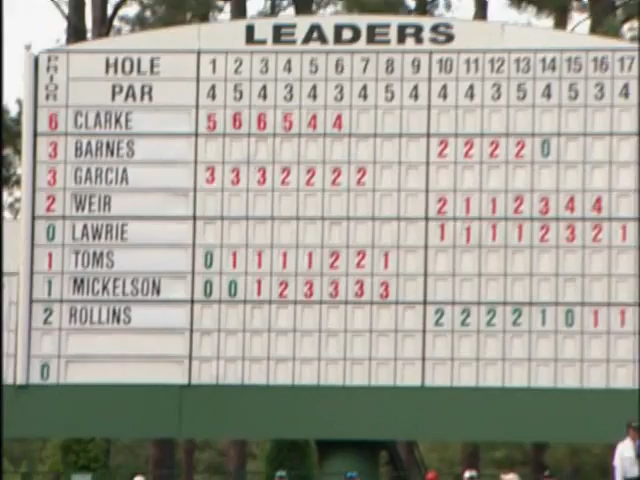 LEADERS
PRIOR HOLE 1 2 3 4 5 6 7 8 9 10 11 12 13 14 15 16 17
PAR 4 5 4 3 4 3 4 5 4 4 4 3 5 4 5 3 4
6 CLARKE 5 6 6 5 4 4
3 BARNES 2 2 2 2 0
3 GARCIA 3 3 3 2 2 2 2
2 WEIR 2 1 1 2 3 4 4
0 LAWRIE 1 1 1 1 2 3 2 1
1 TOMS 0 1 1 1 1 2 2 1
1 MICKELSON 0 0 1 2 3 3 3 3
2 ROLLINS 2 2 2 2 1 0 1 1
0